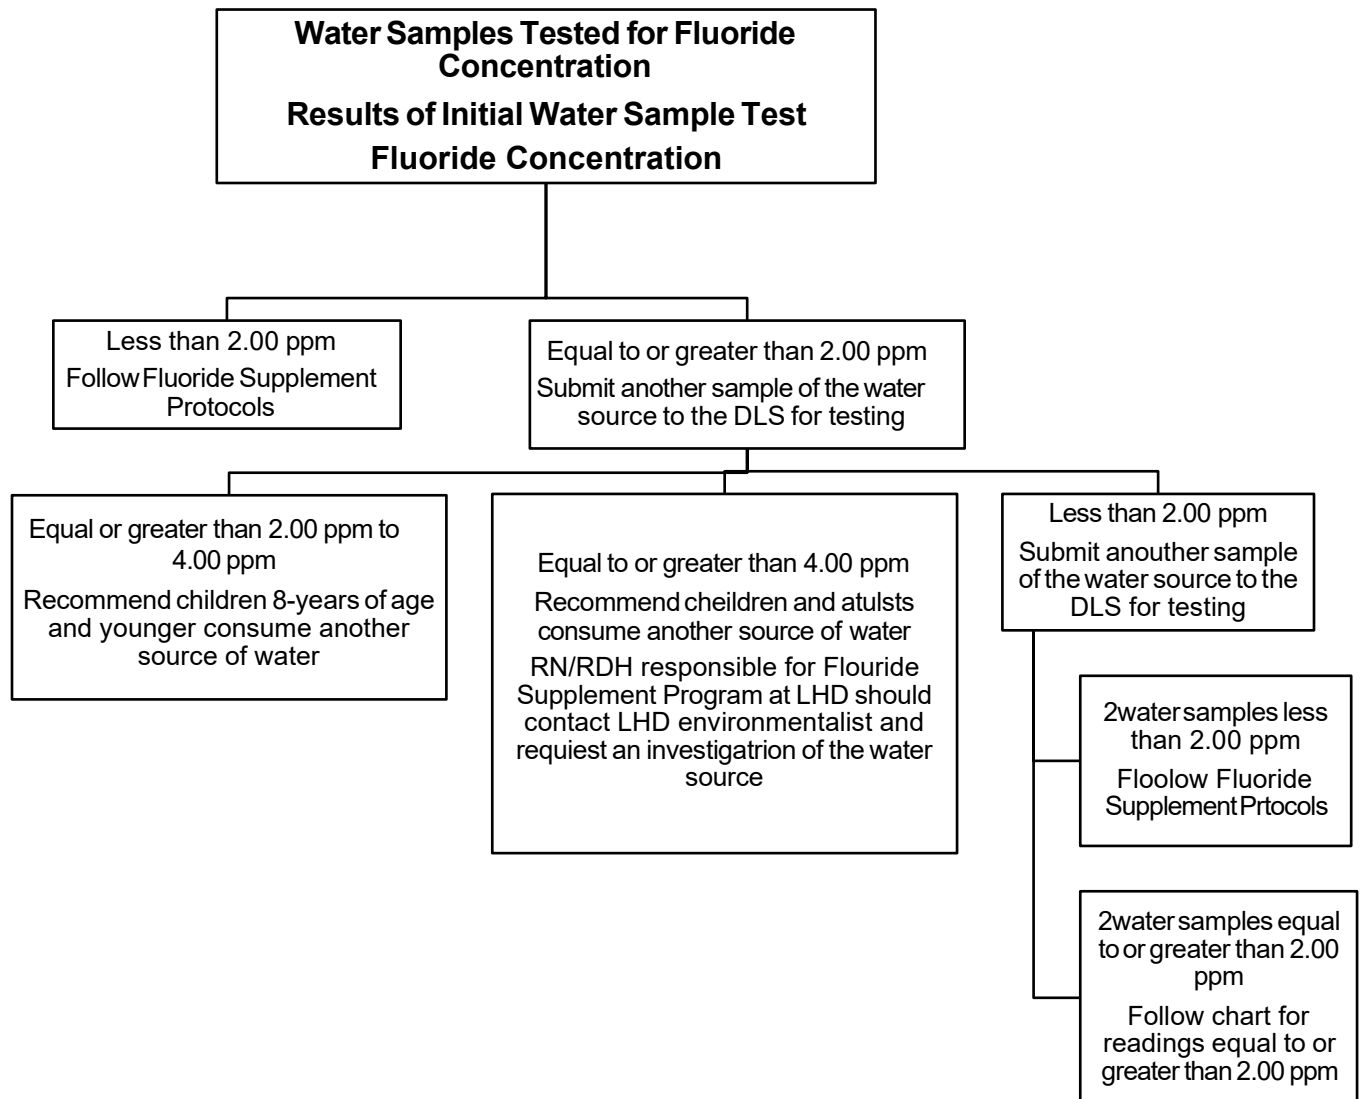 Water Samples Tested for Fluoride
Concentration
Results of Initial Water Sample Test
Fluoride Concentration
Less than 2.00 ppm
Follow Fluoride Supplement
Protocols
Equal to or greater than 2.00 ppm
Submit another sample of the water
source to the DLS for testing
Equal or greater than 2.00 ppm to
4.00 ppm
Recommend children 8-years of age
and younger consume another
source of water
Equal to or greater than 4.00 ppm
Recommend cheildren and atulsts
consume another source of water
RN/RDH responsible for Flouride
Supplement Program at LHD should
contact LHD environmentalist and
requiest an investigatrion of the water
source
Less than 2.00 ppm
Submit anouther sample
of the water source to the
DLS for testing
2water samples less
than 2.00 ppm
Floolow Fluoride
Supplement Prtocols
2water samples equal
to or greater than 2.00
ppm
Follow chart for
readings equal to or
greater than 2.00 ppm